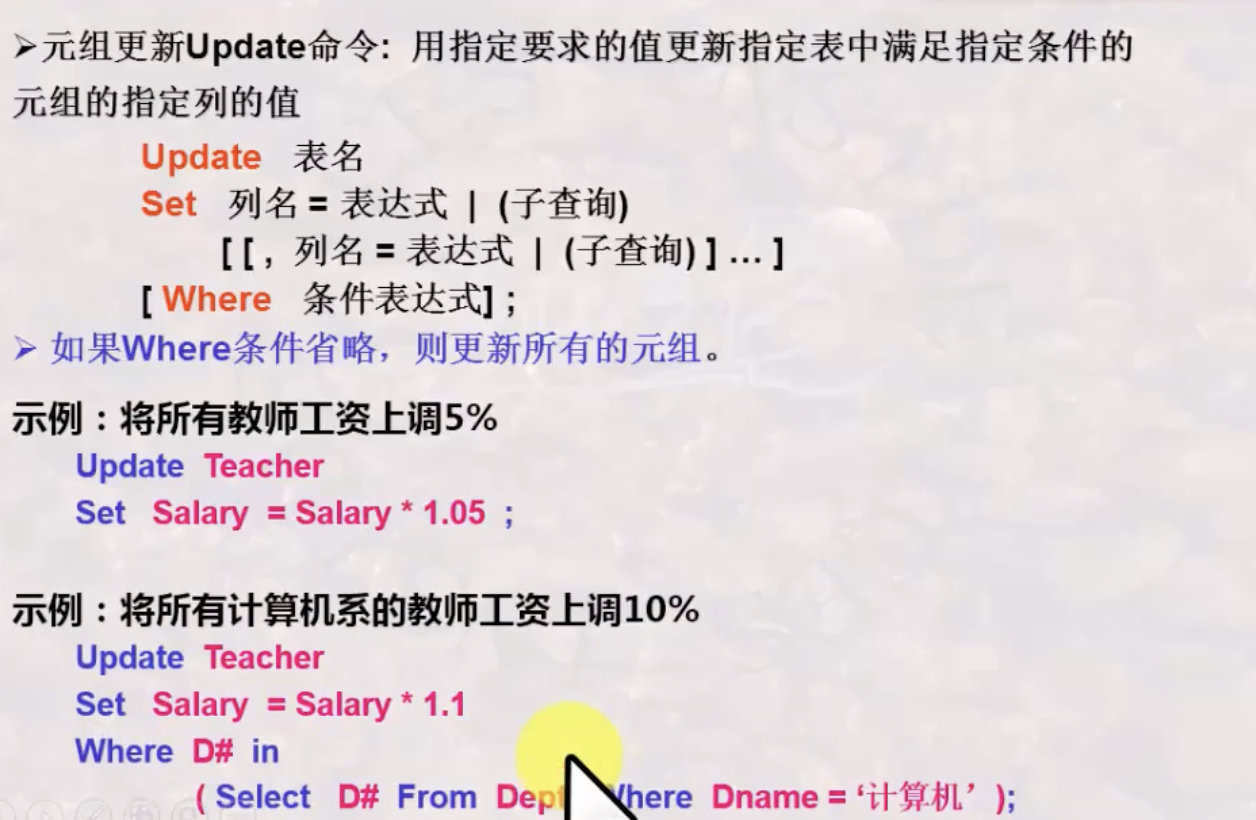 ➢元组更新Update命令：用指定要求的值更新指定表中满足指定条件的
元组的指定列的值
Update 表名
Set 列名 = 表达式 | (子查询)
[ [ , 列名 = 表达式 | (子查询) ] … ]
[ Where 条件表达式] ;
➢ 如果Where条件省略，则更新所有的元组。
示例：将所有教师工资上调5%
Update Teacher
Set Salary = Salary * 1.05 ;
示例：将所有计算机系的教师工资上调10%
Update Teacher
Set Salary = Salary * 1.1
Where D# in
( Select D# From Dept Where Dname = ‘计算机’ );